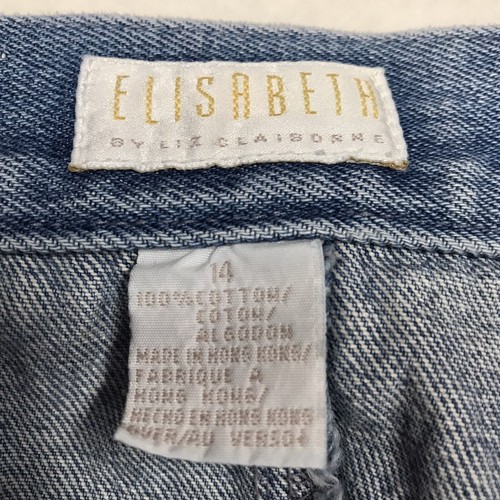 ELISABETH
BY LIZ CLAIBORNE
14
100% COTTON/
COTON/
ALGODON
MADE IN HONG KONG/
FABRIQUE A
HONG KONG/
HECHO EN HONG KONG
OVER/AU VERSO→